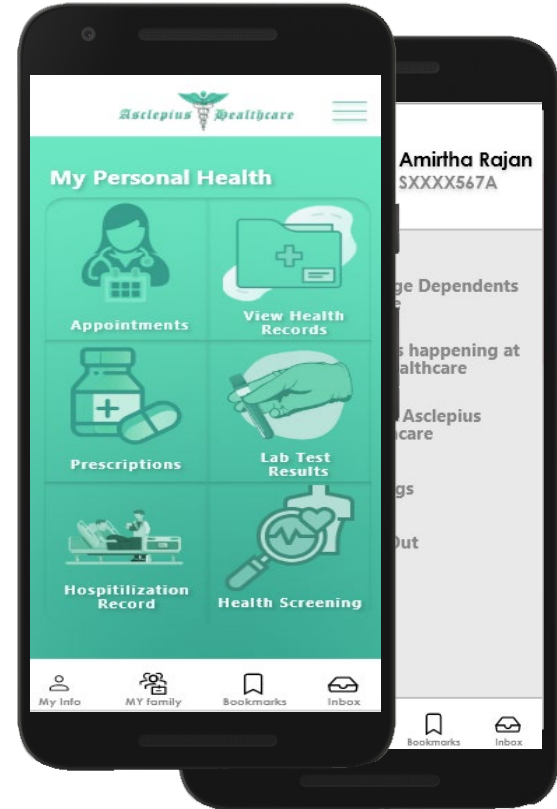 Asclepius Healthcare
My Personal Health
Appointments
View Health
Records
Prescriptions
Lab Test
Results
Hospitilization
Record
Health Screening
My Info
MY family
Bookmarks
Inbox
Amirtha Rajan
SXXXX567A
ge Dependents
e
s happening at
althcare
Asclepius
care
gs
Out
Bookmarks
Inbox